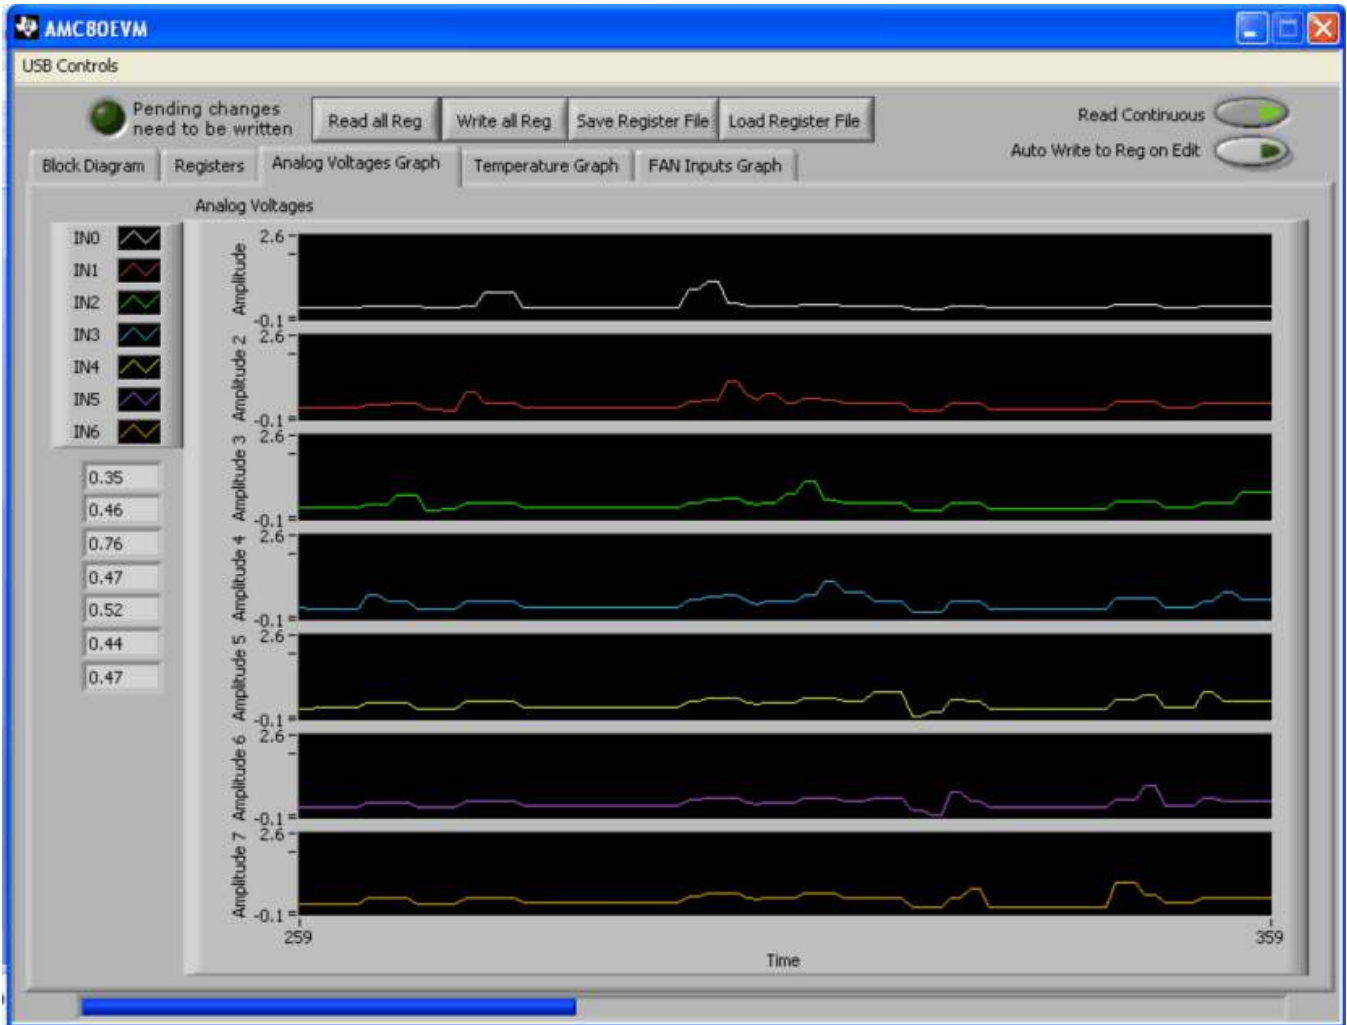 AMC80EVM
USB Controls
Pending changes
need to be written
Read all Reg
Write all Reg
Save Register File
Load Register File
Read Continuous
Auto Write to Reg on Edit
Block Diagram
Registers
Analog Voltages Graph
Temperature Graph
FAN Inputs Graph
Analog Voltages
IN0
IN1
IN2
IN3
IN4
IN5
IN6
0.35
0.46
0.76
0.47
0.52
0.44
0.47
Amplitude
2.6
-0.1
Amplitude 2
2.6
-0.1
Amplitude 3
2.6
-0.1
Amplitude 4
2.6
-0.1
Amplitude 5
2.6
-0.1
Amplitude 6
2.6
-0.1
Amplitude 7
2.6
-0.1
259
359
Time